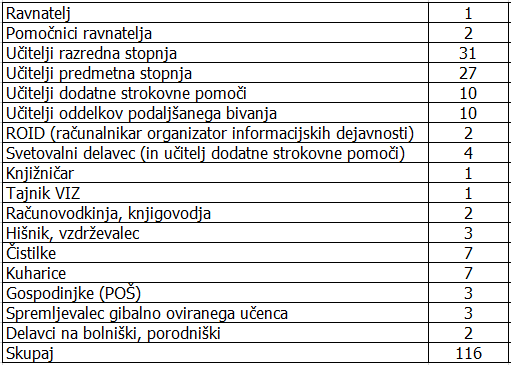 Ravnatelj 1
Pomočnici ravnatelja 2
Učitelji razredna stopnja 31
Učitelji predmetna stopnja 27
Učitelji dodatne strokovne pomoči 10
Učitelji oddelkov podaljšanega bivanja 10
ROID (računalnikar organizator informacijskih dejavnosti) 2
Svetovalni delavec (in učitelj dodatne strokovne pomoči) 4
Knjižničar 1
Tajnik VIZ 1
Računovodkinja, knjigovodja 2
Hišnik, vzdrževalec 3
Čistilke 7
Kuharice 7
Gospodinjke (POŠ) 3
Spremljevalec gibalno oviranega učenca 3
Delavci na bolniški, porodniški 2
Skupaj 116